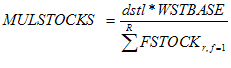 MULSTOCKS = dstl * WSTBASE
R
∑ FSTOCK r, f=1